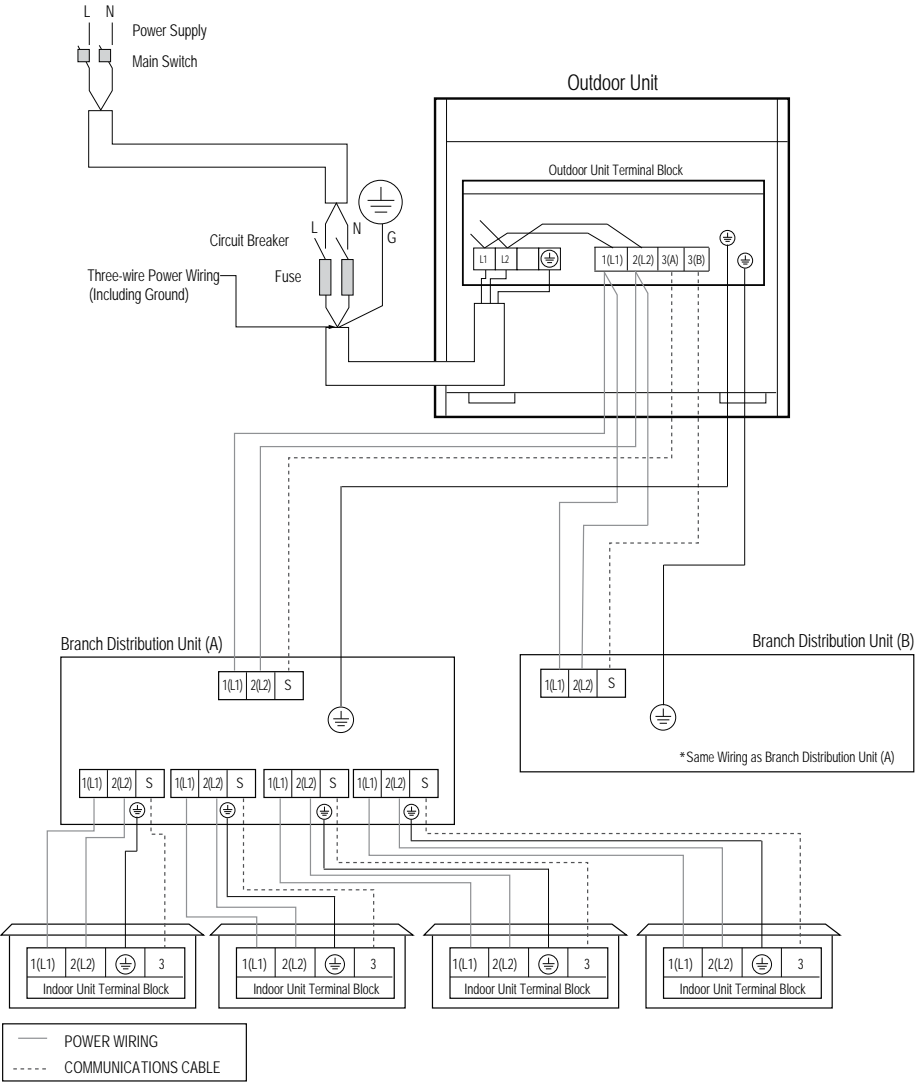 L N
Power Supply
Main Switch
Outdoor Unit
Outdoor Unit Terminal Block
L N
G
Circuit Breaker
Fuse
Three-wire Power Wiring
(Including Ground)
L1 L2
1(L1) 2(L2) 3(A) 3(B)
Branch Distribution Unit (A)
1(L1) 2(L2) S
Branch Distribution Unit (B)
1(L1) 2(L2) S
*Same Wiring as Branch Distribution Unit (A)
1(L1) 2(L2) S
1(L1) 2(L2) S
1(L1) 2(L2) S
1(L1) 2(L2) S
1(L1) 2(L2) 3
Indoor Unit Terminal Block
1(L1) 2(L2) 3
Indoor Unit Terminal Block
1(L1) 2(L2) 3
Indoor Unit Terminal Block
1(L1) 2(L2) 3
Indoor Unit Terminal Block
POWER WIRING
COMMUNICATIONS CABLE